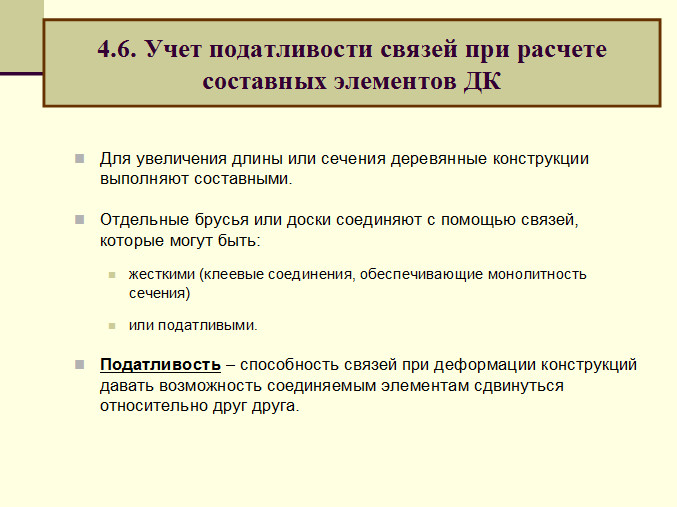 4.6. Учет податливости связей при расчете
составных элементов ДК
Для увеличения длины или сечения деревянные конструкции
выполняют составными.
Отдельные брусья или доски соединяют с помощью связей,
которые могут быть:
жесткими (клеевые соединения, обеспечивающие монолитность
сечения)
или податливыми.
Податливость – способность связей при деформации конструкций
давать возможность соединяемым элементам сдвинуться
относительно друг друга.